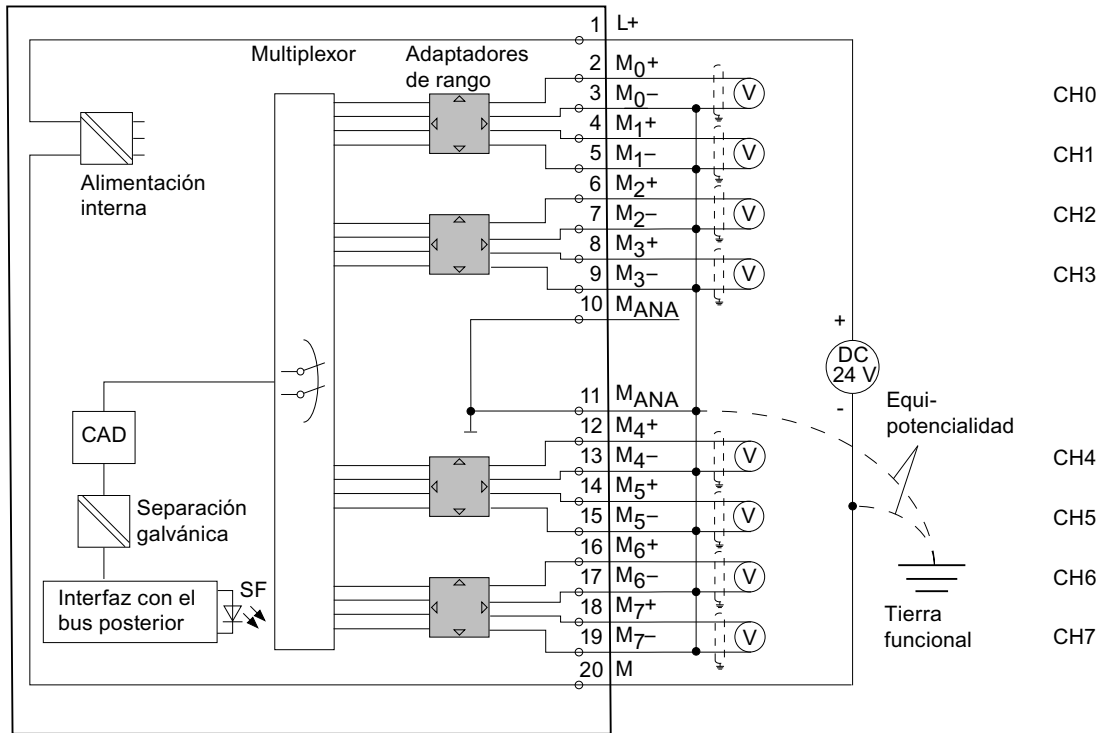 1 L+
Multiplexor
Adaptadores
de rango
2 M0+
3 M0−
V
CH0
4 M1+
5 M1−
V
CH1
Alimentación
interna
6 M2+
7 M2−
V
CH2
8 M3+
9 M3−
V
CH3
10 MANA
+
DC
24 V
-
11 MANA
Equi-
potencialidad
CAD
12 M4+
13 M4−
V
CH4
14 M5+
15 M5−
V
CH5
Separación
galvánica
16 M6+
17 M6−
V
CH6
Interfaz con el
bus posterior
SF
18 M7+
19 M7−
V
CH7
Tierra
funcional
20 M